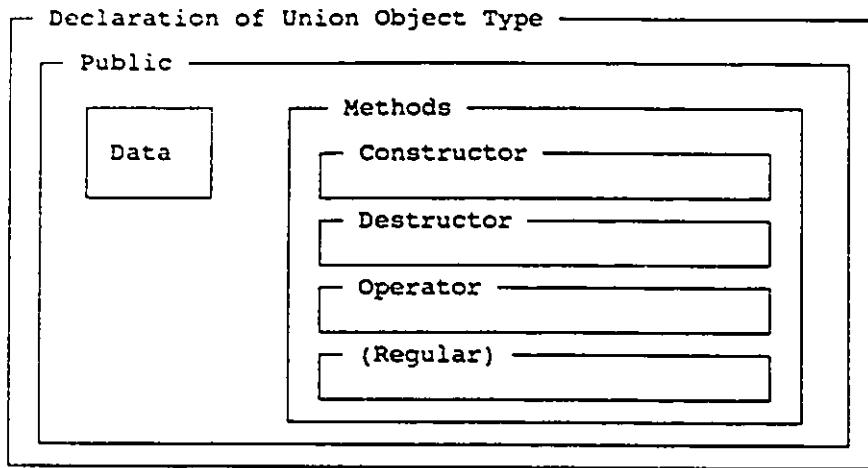 Declaration of Union Object Type
Public
Methods
Data
Constructor
Destructor
Operator
(Regular)